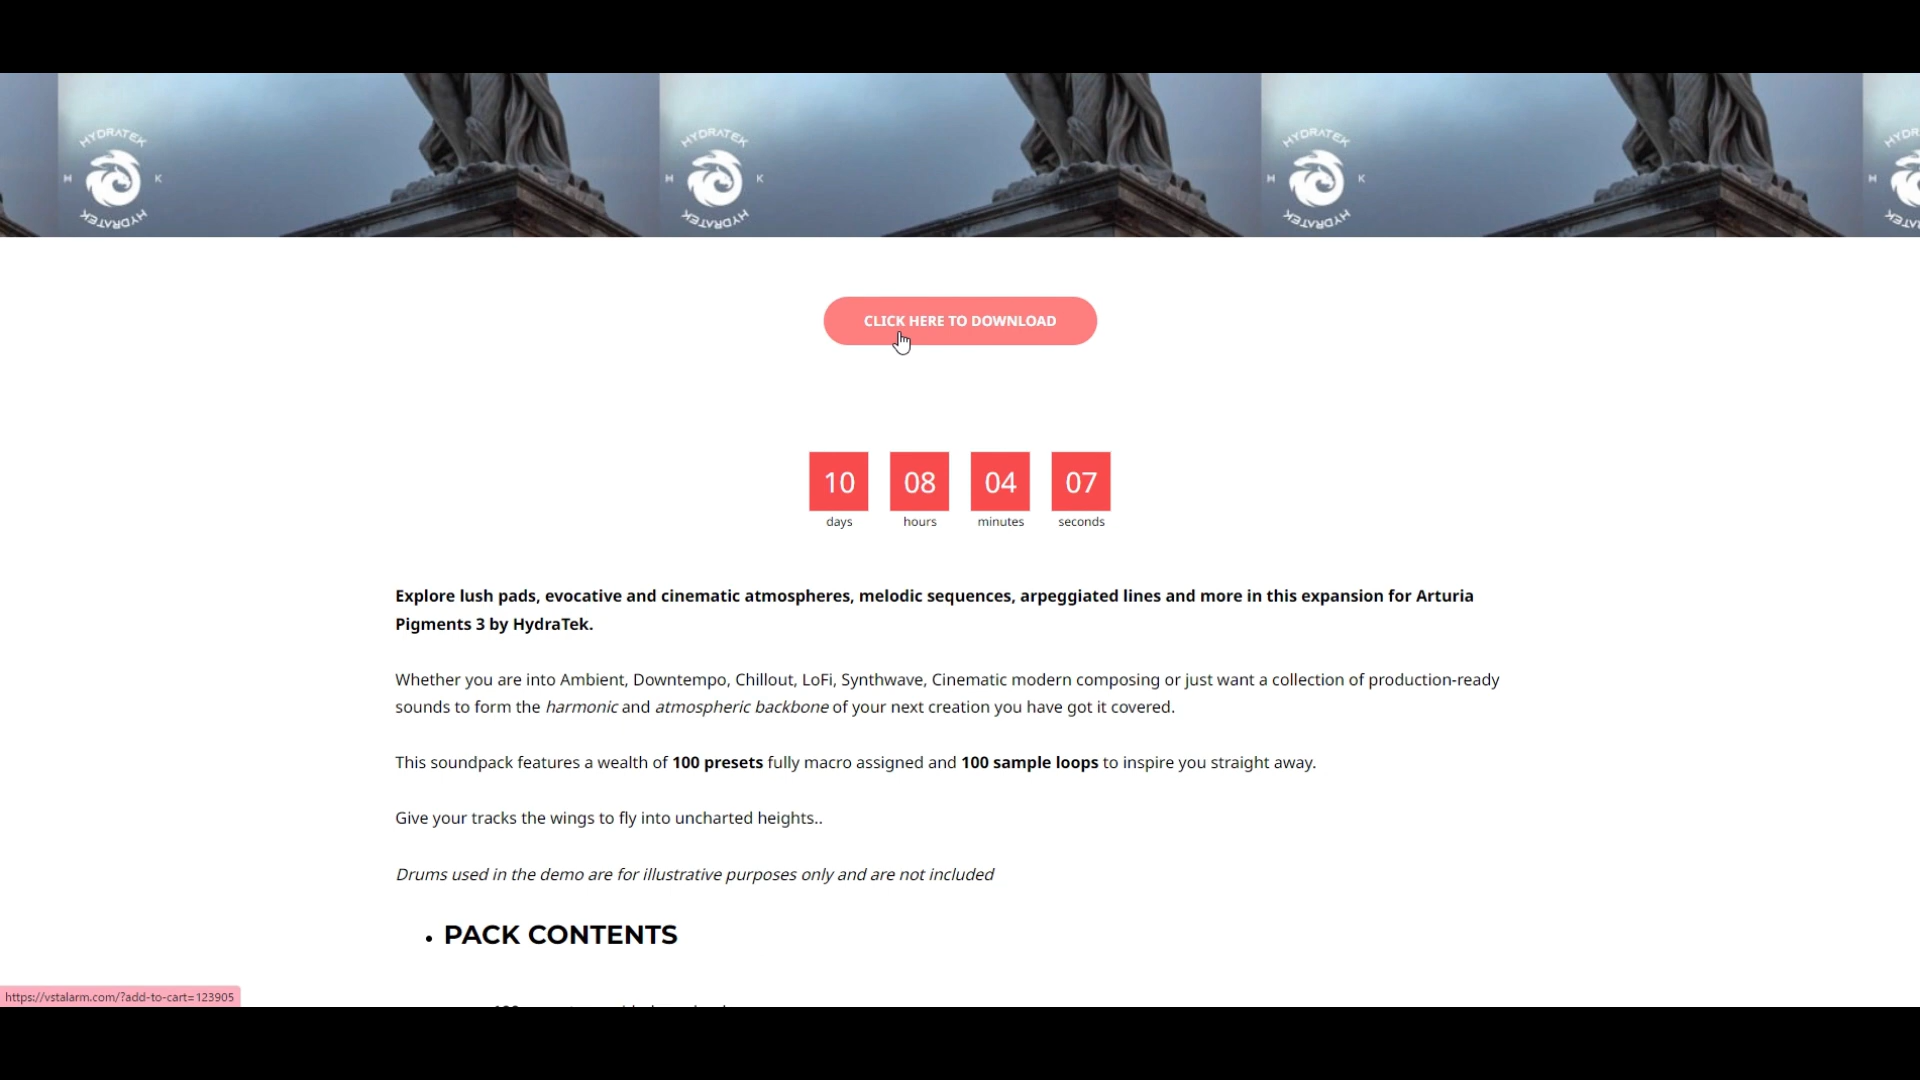 HYDRATEK
H K
HYDRATEK
HYDRATEK
H K
HYDRATEK
HYDRATEK
H K
HYDRATEK
H
CLICK HERE TO DOWNLOAD
10 08 04 07
days hours minutes seconds
Explore lush pads, evocative and cinematic atmospheres, melodic sequences, arpeggiated lines and more in this expansion for Arturia
Pigments 3 by HydraTek.
Whether you are into Ambient, Downtempo, Chillout, LoFi, Synthwave, Cinematic modern composing or just want a collection of production-ready
sounds to form the harmonic and atmospheric backbone of your next creation you have got it covered.
This soundpack features a wealth of 100 presets fully macro assigned and 100 sample loops to inspire you straight away.
Give your tracks the wings to fly into uncharted heights..
Drums used in the demo are for illustrative purposes only and are not included
• PACK CONTENTS
https://vstalarm.com/?add-to-cart=123905